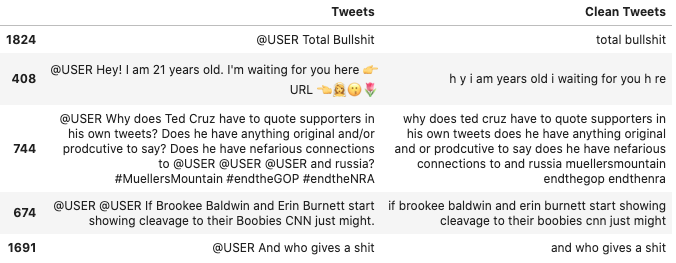 Tweets Clean Tweets
1824 @USER Total Bullshit total bullshit
408 @USER Hey! I am 21 years old. I'm waiting for you here 👉 h y i am years old i waiting for you h re
URL 👈🙍‍♀️🤭🌷
744 @USER Why does Ted Cruz have to quote supporters in why does ted cruz have to quote supporters in
his own tweets? Does he have anything original and/or his own tweets does he have anything original
prodcutive to say? Does he have nefarious connections and or prodcutive to say does he have nefarious
to @USER @USER @USER and russia? connections to and russia muellersmountain
#MuellersMountain #endtheGOP #endtheNRA endthegop endthenra
674 @USER @USER If Brookee Baldwin and Erin Burnett start if brookee baldwin and erin burnett start showing
showing cleavage to their Boobies CNN just might. cleavage to their boobies cnn just might
1691 @USER And who gives a shit and who gives a shit